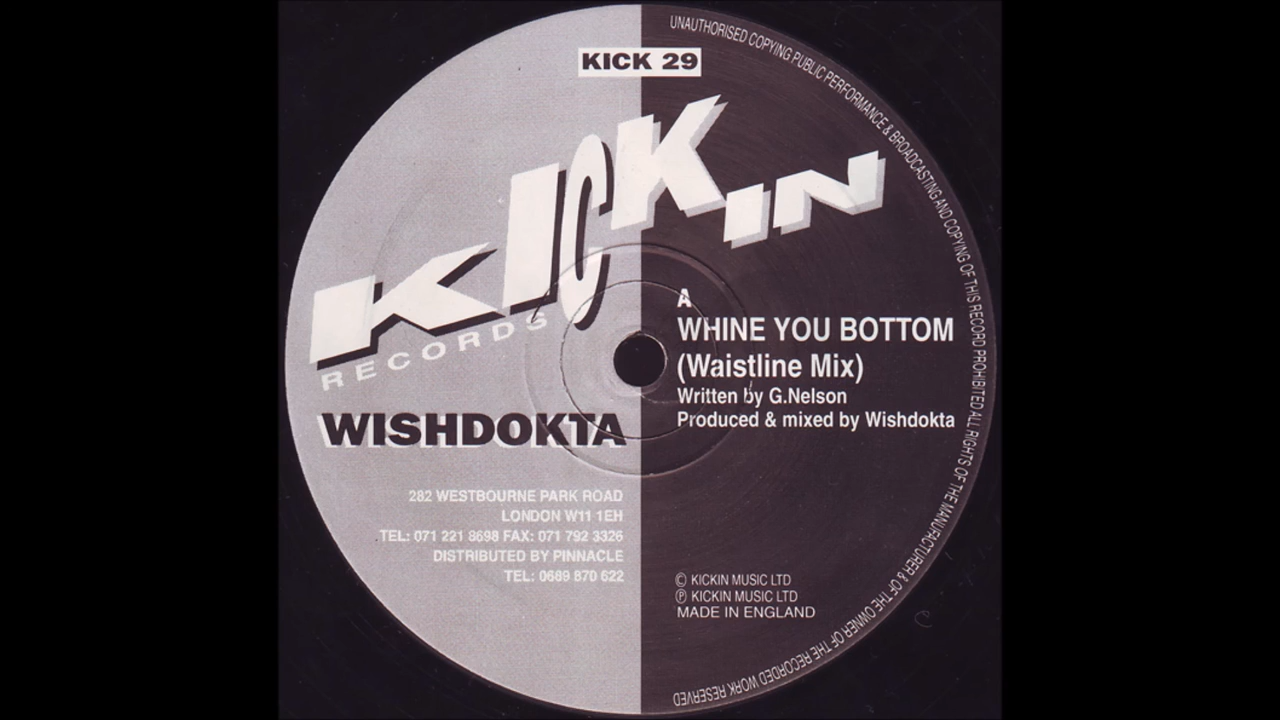 KICK 29
KICKIN
RECORDS
WISHDOKTA
282 WESTBOURNE PARK ROAD
LONDON W11 1EH
TEL: 071 221 8698 FAX: 071 792 3326
DISTRIBUTED BY PINNACLE
TEL: 0689 870 622
A
WHINE YOU BOTTOM
(Waistline Mix)
Written by G.Nelson
Produced & mixed by Wishdokta
© KICKIN MUSIC LTD
℗ KICKIN MUSIC LTD
MADE IN ENGLAND
UNAUTHORISED COPYING PUBLIC PERFORMANCE & BROADCASTING AND COPYING OF THIS RECORD PROHIBITED ALL RIGHTS OF THE MANUFACTURER & OF THE OWNER OF THE RECORDED WORK RESERVED